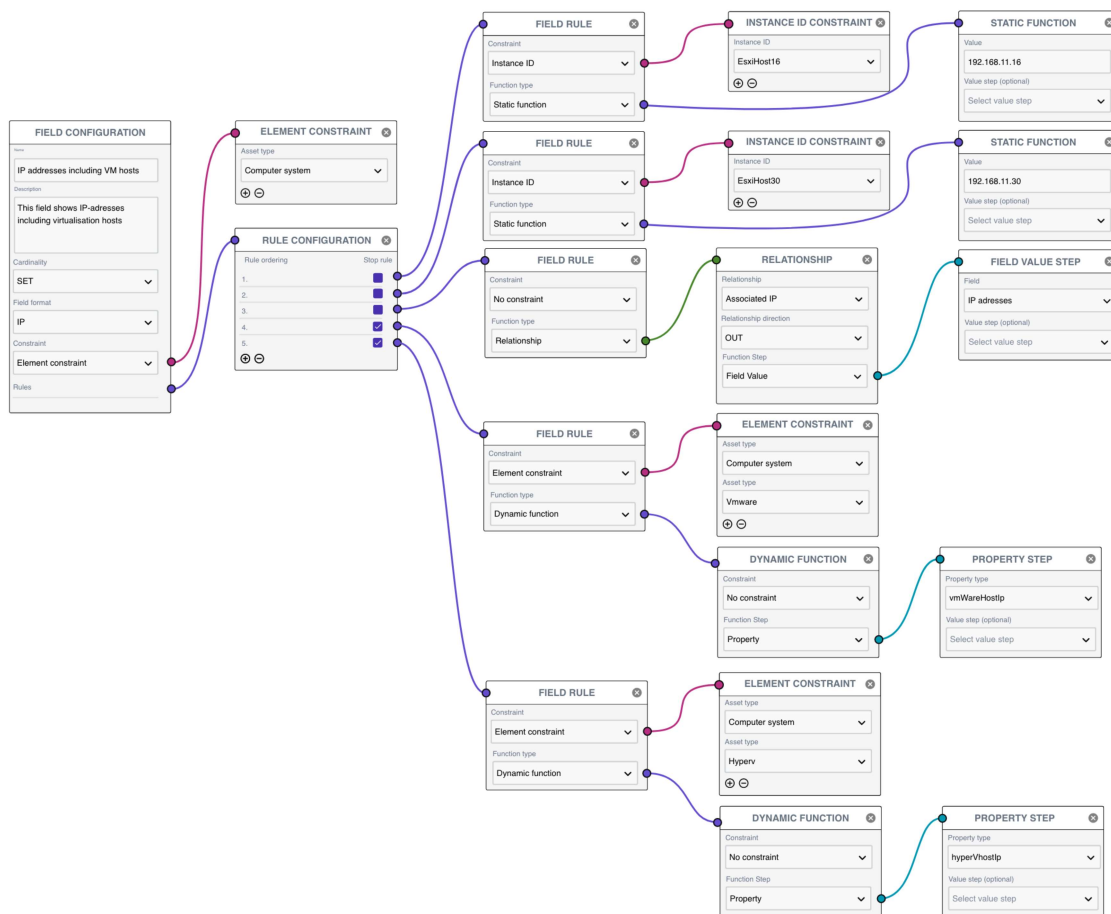 FIELD CONFIGURATION
Name
IP addresses including VM hosts
Description
This field shows IP-adresses
including virtualisation hosts
Cardinality
SET
Field format
IP
Constraint
Element constraint
Rules
ELEMENT CONSTRAINT
Asset type
Computer system
RULE CONFIGURATION
Rule ordering Stop rule
1.
2.
3.
4.
5.
FIELD RULE
Constraint
Instance ID
Function type
Static function
INSTANCE ID CONSTRAINT
Instance ID
EsxiHost16
STATIC FUNCTION
Value
192.168.11.16
Value step (optional)
Select value step
FIELD RULE
Constraint
Instance ID
Function type
Static function
INSTANCE ID CONSTRAINT
Instance ID
EsxiHost30
STATIC FUNCTION
Value
192.168.11.30
Value step (optional)
Select value step
FIELD RULE
Constraint
No constraint
Function type
Relationship
RELATIONSHIP
Relationship
Associated IP
Relationship direction
OUT
Function Step
Field Value
FIELD VALUE STEP
Field
IP adresses
Value step (optional)
Select value step
FIELD RULE
Constraint
Element constraint
Function type
Dynamic function
ELEMENT CONSTRAINT
Asset type
Computer system
Asset type
Vmware
DYNAMIC FUNCTION
Constraint
No constraint
Function Step
Property
PROPERTY STEP
Property type
vmWareHostIp
Value step (optional)
Select value step
FIELD RULE
Constraint
Element constraint
Function type
Dynamic function
ELEMENT CONSTRAINT
Asset type
Computer system
Asset type
Hyperv
DYNAMIC FUNCTION
Constraint
No constraint
Function Step
Property
PROPERTY STEP
Property type
hyperVhostIp
Value step (optional)
Select value step